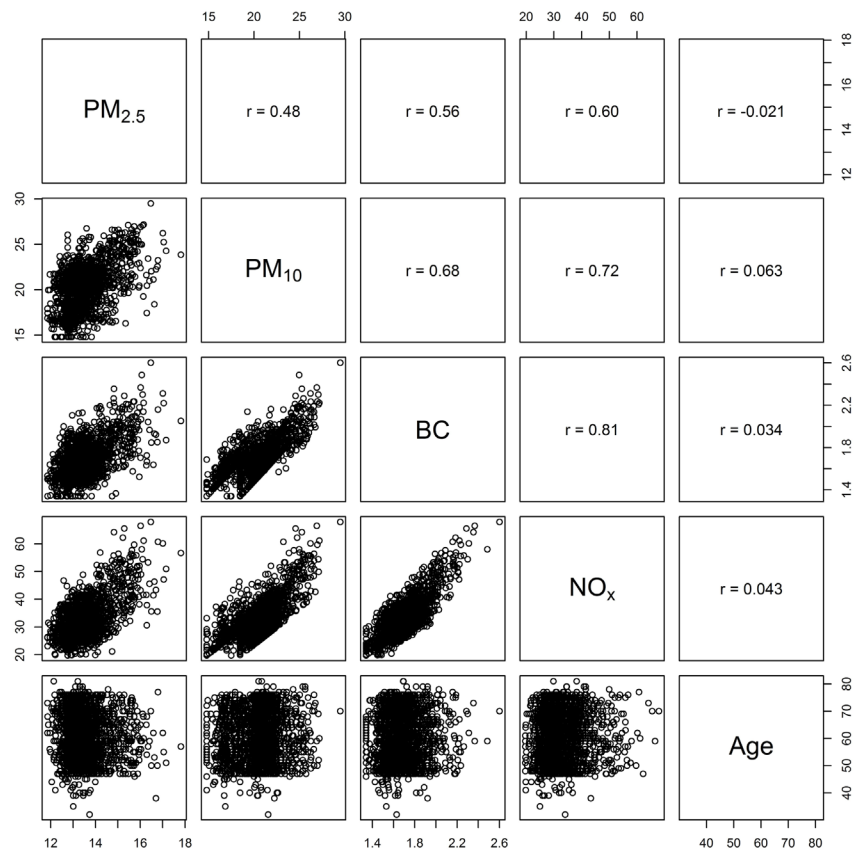 15 20 25 30
20 30 40 50 60
PM2.5
r = 0.48
r = 0.56
r = 0.60
r = -0.021
12 14 16 18
15 20 25 30
PM10
r = 0.68
r = 0.72
r = 0.063
BC
r = 0.81
r = 0.034
1.4 1.8 2.2 2.6
20 30 40 50 60
NOx
r = 0.043
Age
40 50 60 70 80
12 14 16 18
1.4 1.8 2.2 2.6
40 50 60 70 80